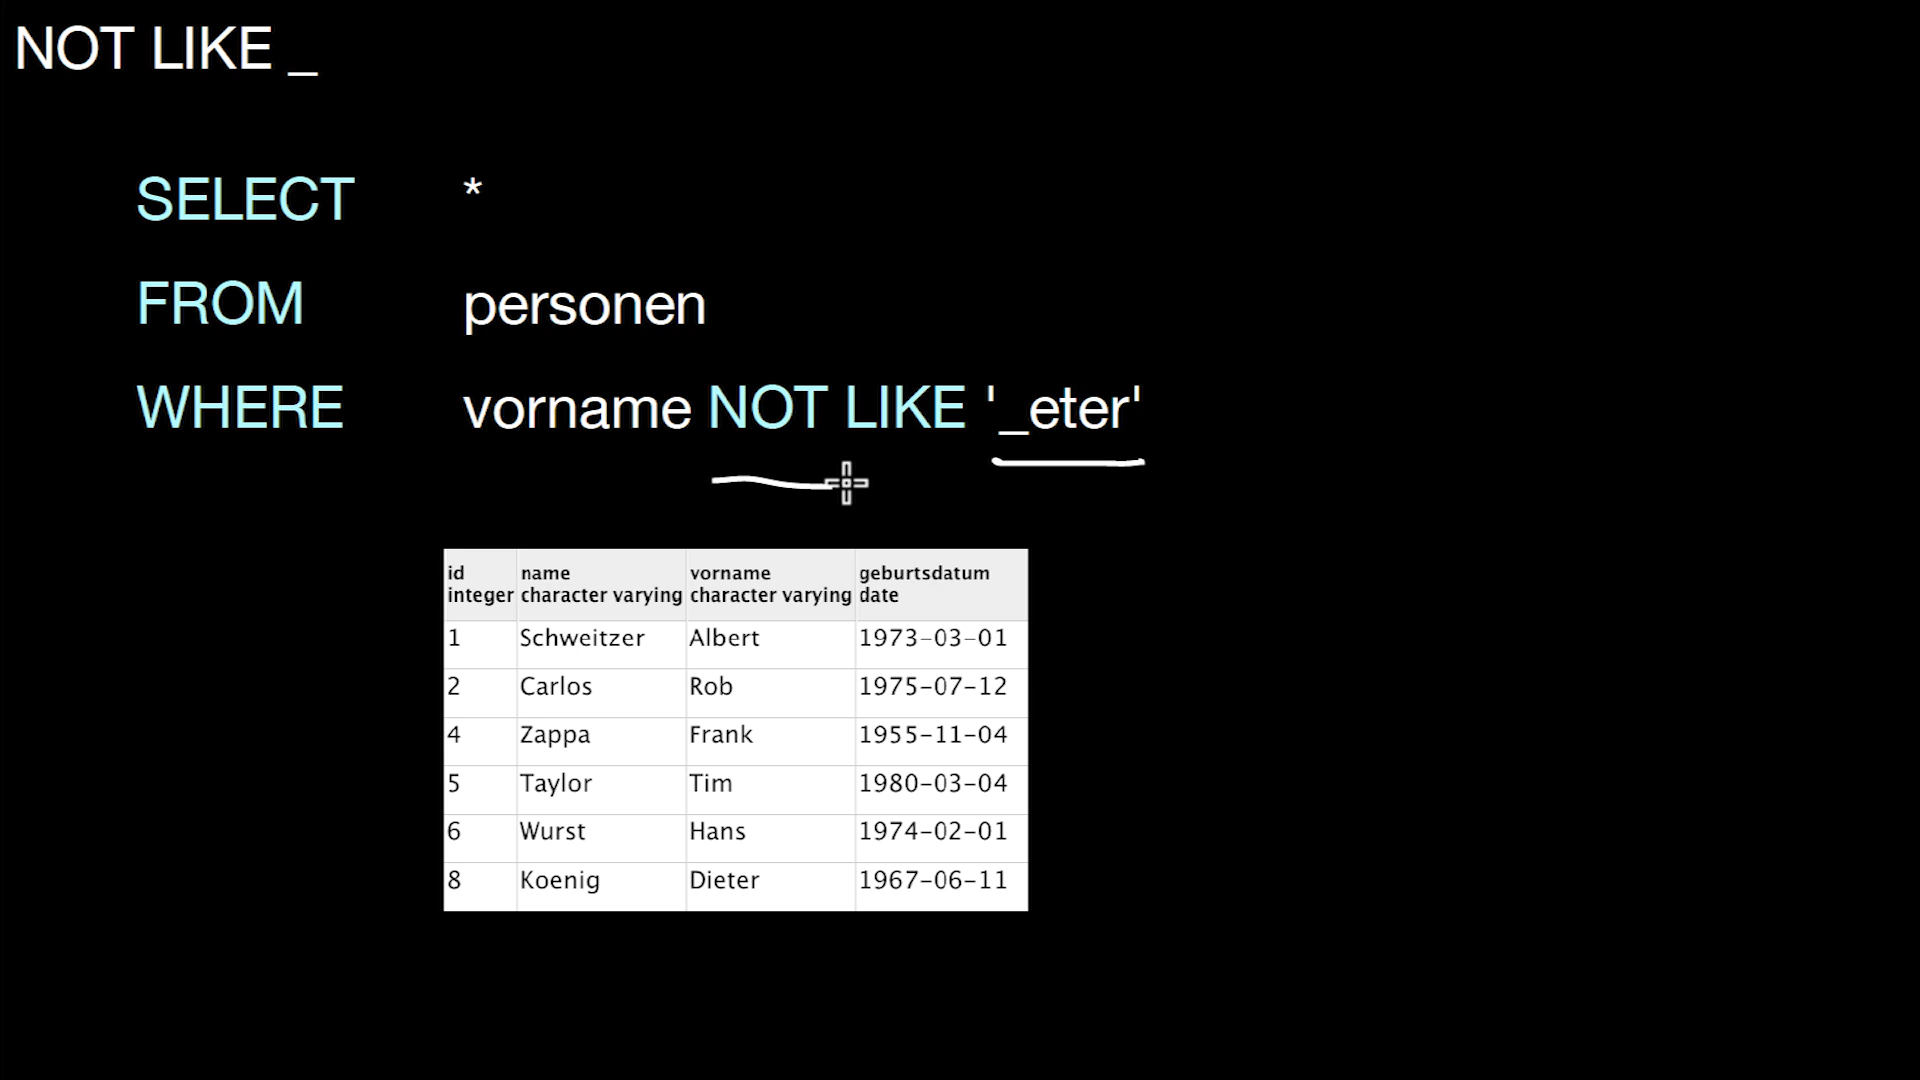 NOT LIKE _
SELECT *
FROM personen
WHERE vorname NOT LIKE '_eter'
id name vorname geburtsdatum
integer character varying character varying date
1 Schweitzer Albert 1973-03-01
2 Carlos Rob 1975-07-12
4 Zappa Frank 1955-11-04
5 Taylor Tim 1980-03-04
6 Wurst Hans 1974-02-01
8 Koenig Dieter 1967-06-11